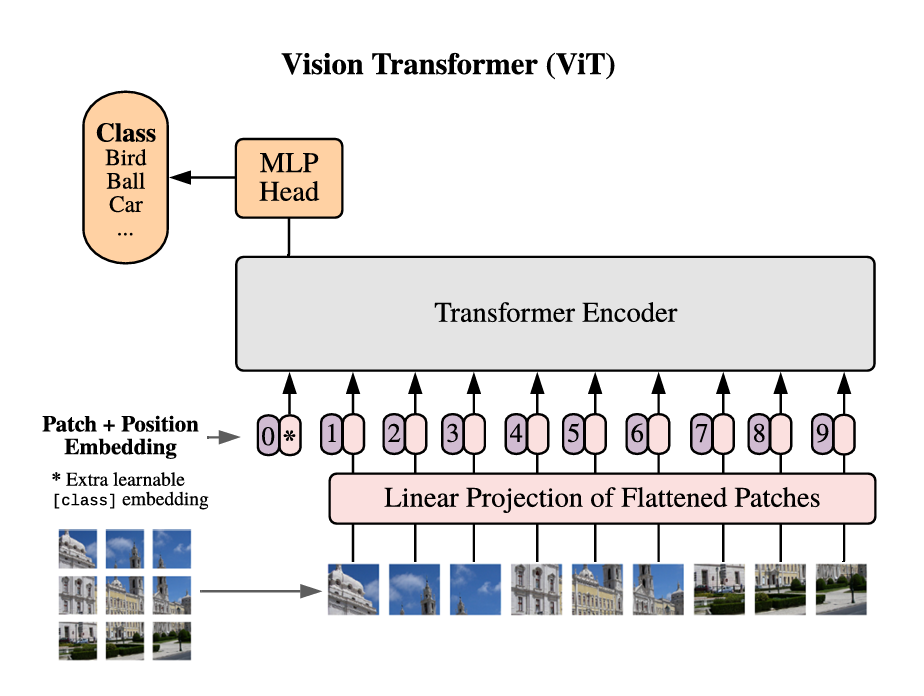 Vision Transformer (ViT)
Class
Bird
Ball
Car
...
MLP
Head
Transformer Encoder
Patch + Position
Embedding
0 * 1 2 3 4 5 6 7 8 9
* Extra learnable
[class] embedding
Linear Projection of Flattened Patches